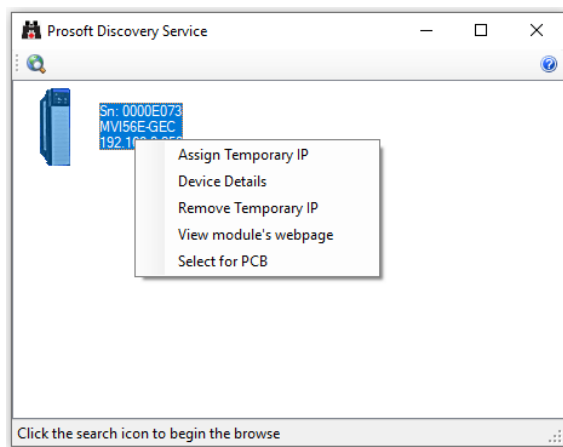 Prosoft Discovery Service
Sn: 0000E073
MVI56E-GEC
Assign Temporary IP
Device Details
Remove Temporary IP
View module's webpage
Select for PCB
Click the search icon to begin the browse